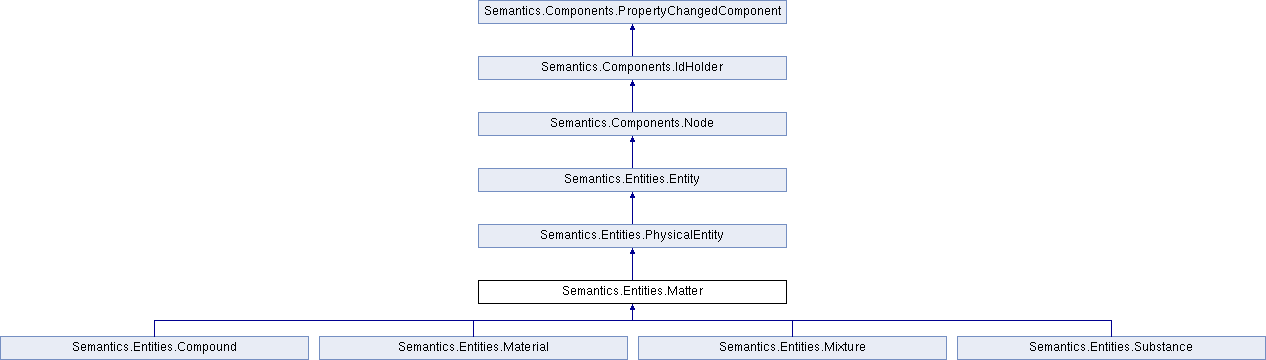 Semantics.Components.PropertyChangedComponent
Semantics.Components.IdHolder
Semantics.Components.Node
Semantics.Entities.Entity
Semantics.Entities.PhysicalEntity
Semantics.Entities.Matter
Semantics.Entities.Compound
Semantics.Entities.Material
Semantics.Entities.Mixture
Semantics.Entities.Substance